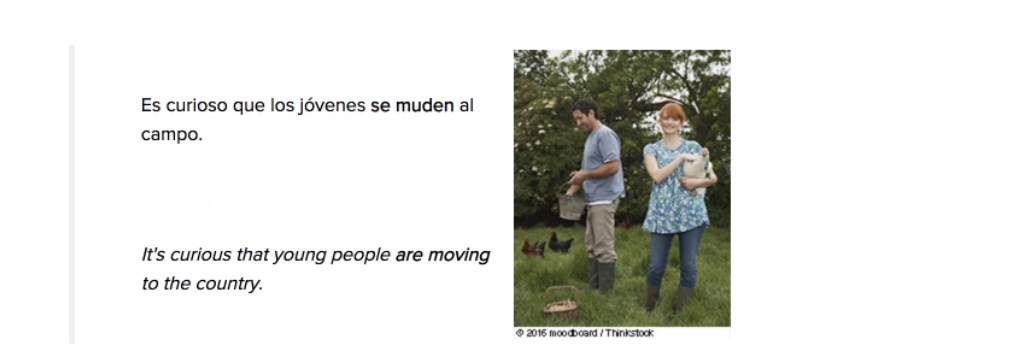 Es curioso que los jóvenes se muden al
campo.
It's curious that young people are moving
to the country.
© 2016 moodboard / Thinkstock